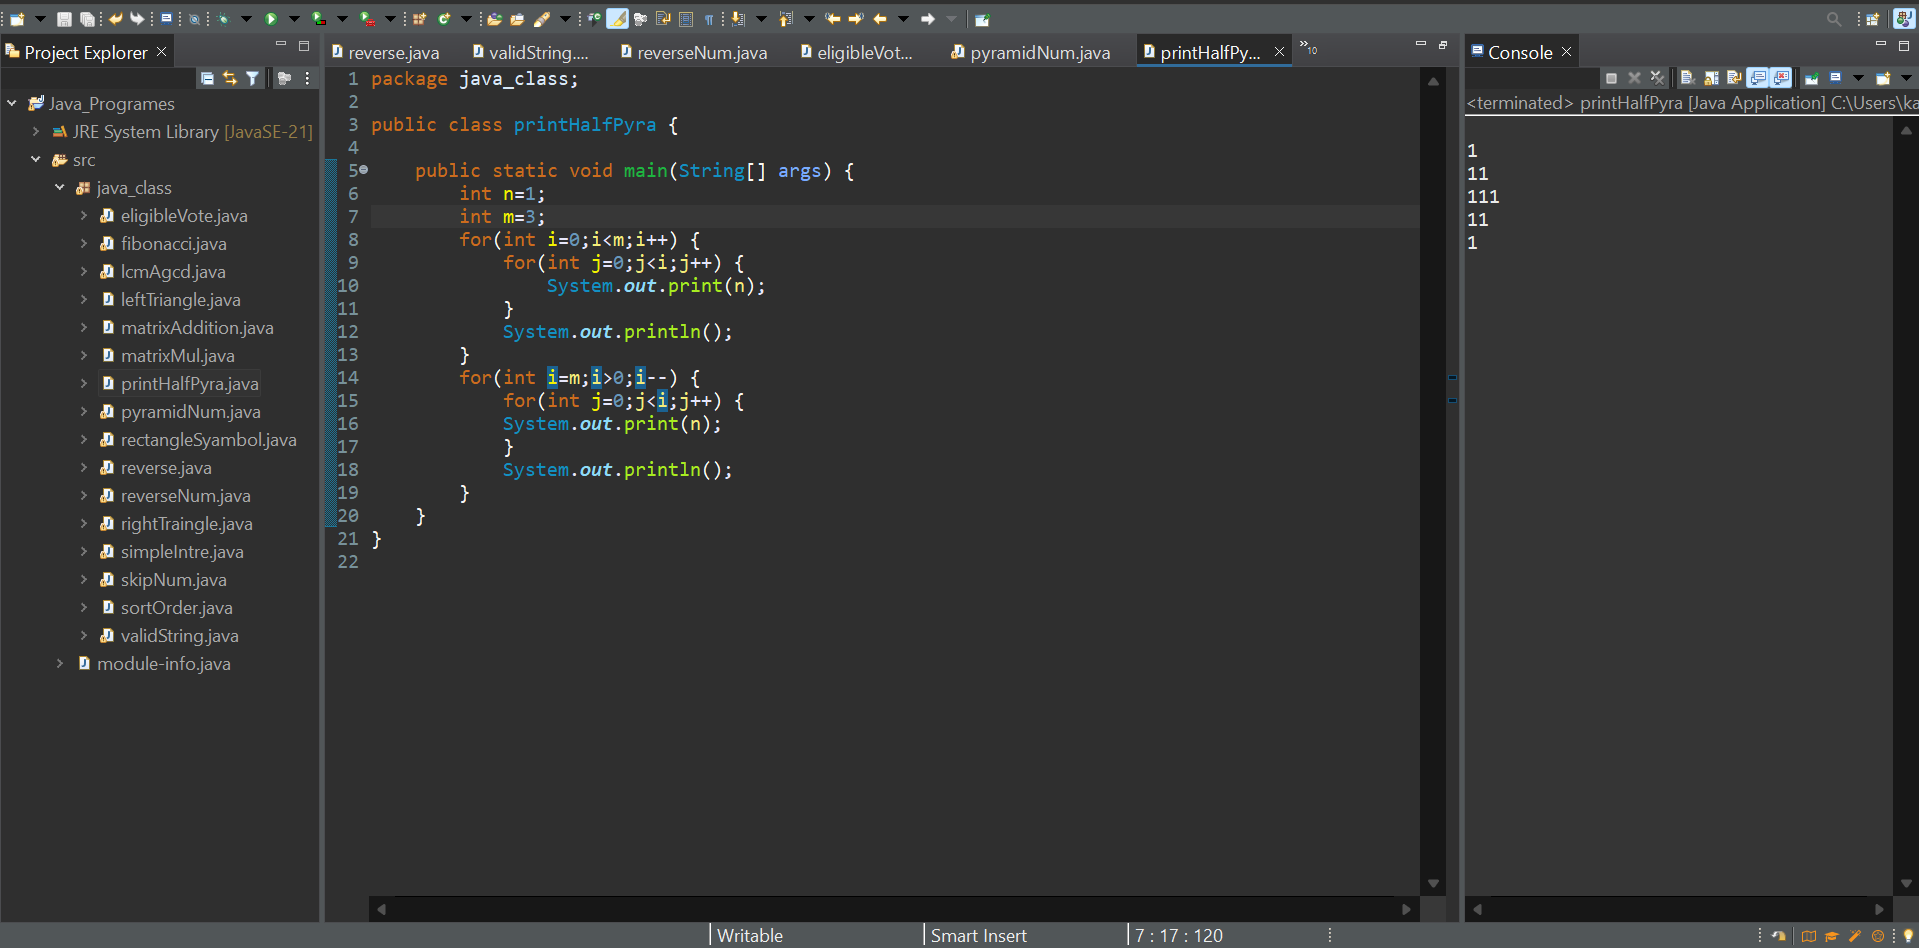 Project Explorer
Java_Programes
JRE System Library [JavaSE-21]
src
java_class
eligibleVote.java
fibonacci.java
lcmAgcd.java
leftTriangle.java
matrixAddition.java
matrixMul.java
printHalfPyra.java
pyramidNum.java
rectangleSyambol.java
reverse.java
reverseNum.java
rightTraingle.java
simpleIntre.java
skipNum.java
sortOrder.java
validString.java
module-info.java
reverse.java validString.... reverseNum.java eligibleVot... pyramidNum.java printHalfPy... »10
1 package java_class;
2
3 public class printHalfPyra {
4
5 public static void main(String[] args) {
6 int n=1;
7 int m=3;
8 for(int i=0;i<m;i++) {
9 for(int j=0;j<i;j++) {
10 System.out.print(n);
11 }
12 System.out.println();
13 }
14 for(int i=m;i>0;i--) {
15 for(int j=0;j<i;j++) {
16 System.out.print(n);
17 }
18 System.out.println();
19 }
20 }
21 }
22
Console
<terminated> printHalfPyra [Java Application] C:\Users\ka
1
11
111
11
1
Writable Smart Insert 7 : 17 : 120